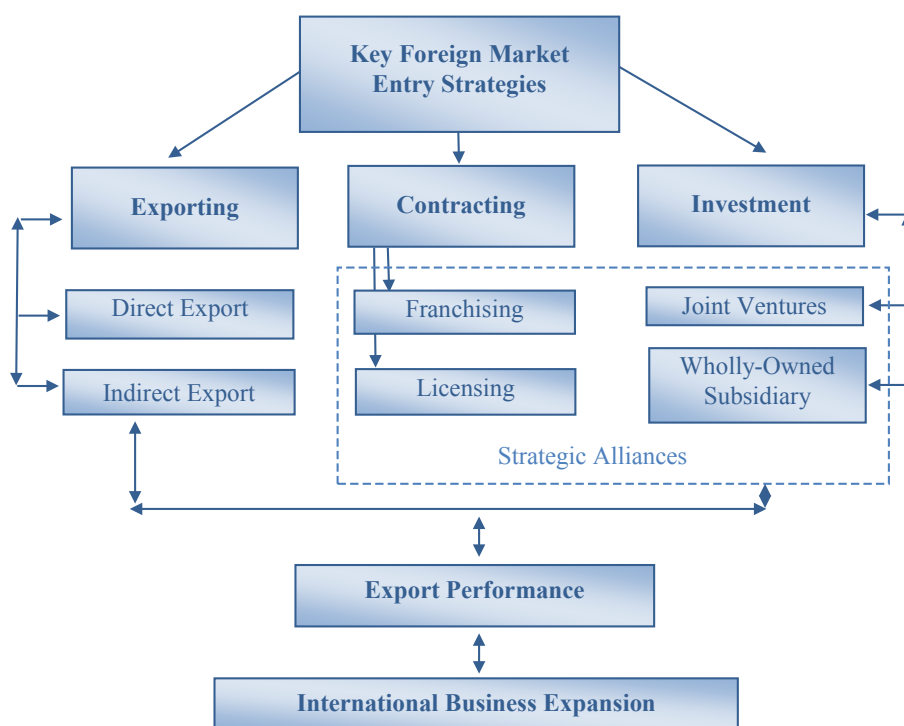 Key Foreign Market
Entry Strategies
Exporting
Contracting
Investment
Direct Export
Franchising
Joint Ventures
Indirect Export
Licensing
Wholly-Owned
Subsidiary
Strategic Alliances
Export Performance
International Business Expansion